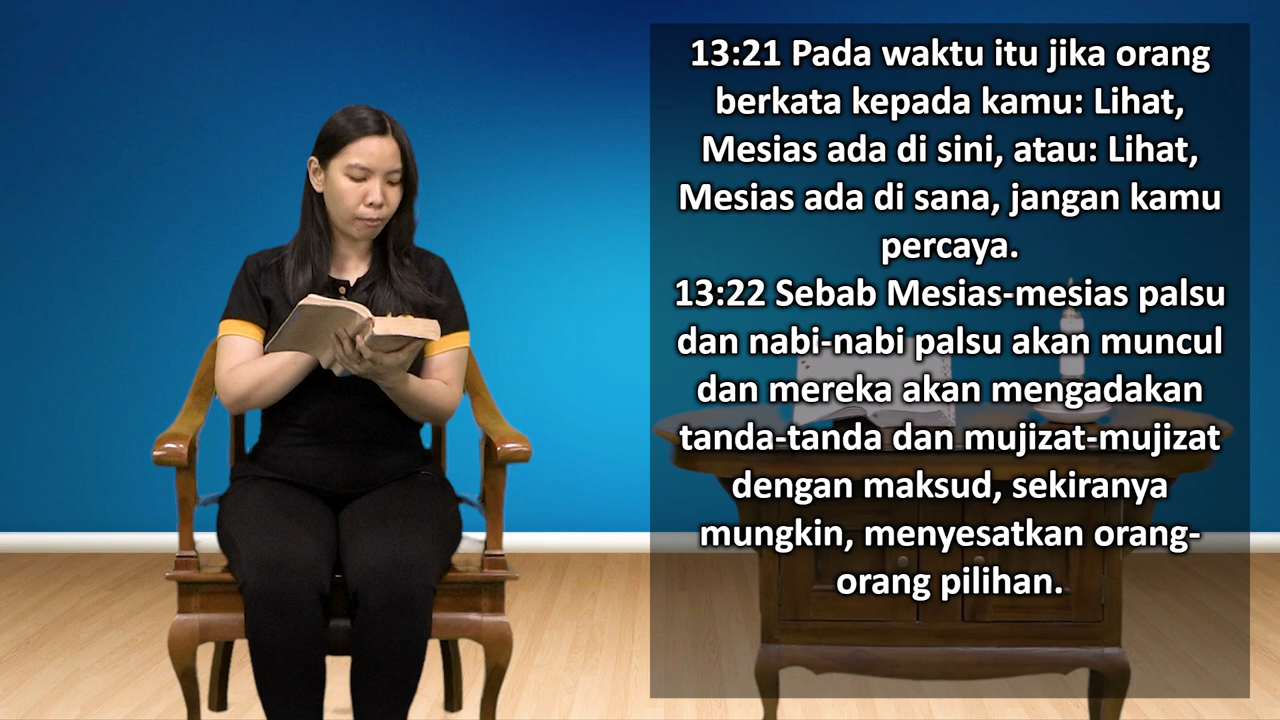 13:21 Pada waktu itu jika orang
berkata kepada kamu: Lihat,
Mesias ada di sini, atau: Lihat,
Mesias ada di sana, jangan kamu
percaya.
13:22 Sebab Mesias-mesias palsu
dan nabi-nabi palsu akan muncul
dan mereka akan mengadakan
tanda-tanda dan mujizat-mujizat
dengan maksud, sekiranya
mungkin, menyesatkan orang-
orang pilihan.